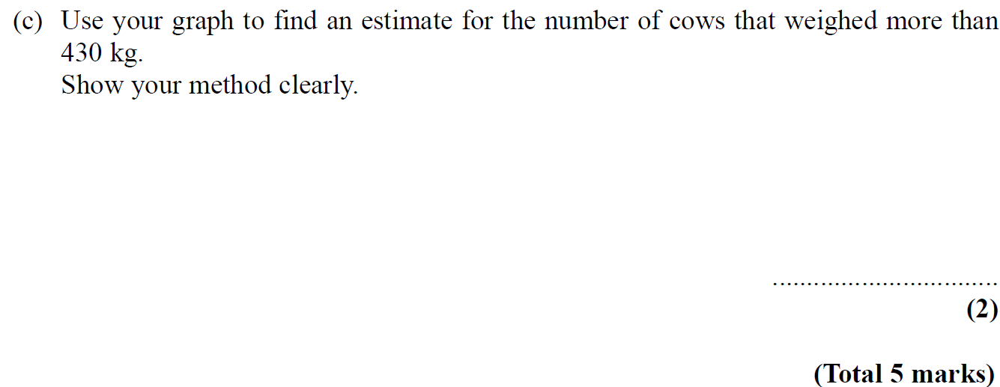 (c) Use your graph to find an estimate for the number of cows that weighed more than
430 kg.
Show your method clearly.
.................................
(2)
(Total 5 marks)